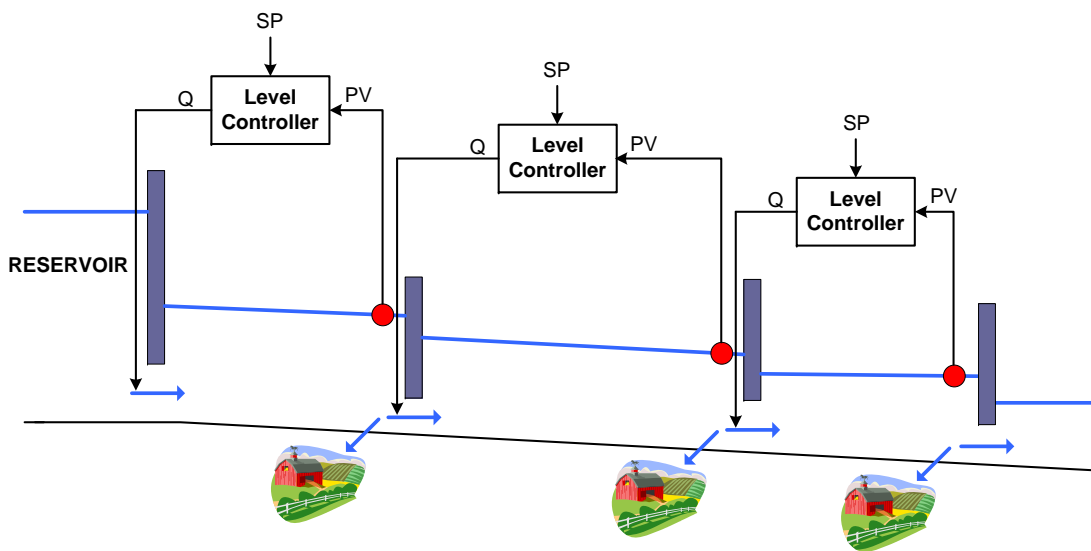 SP
Q
Level
Controller
PV
SP
Q
Level
Controller
PV
SP
Q
Level
Controller
PV
RESERVOIR